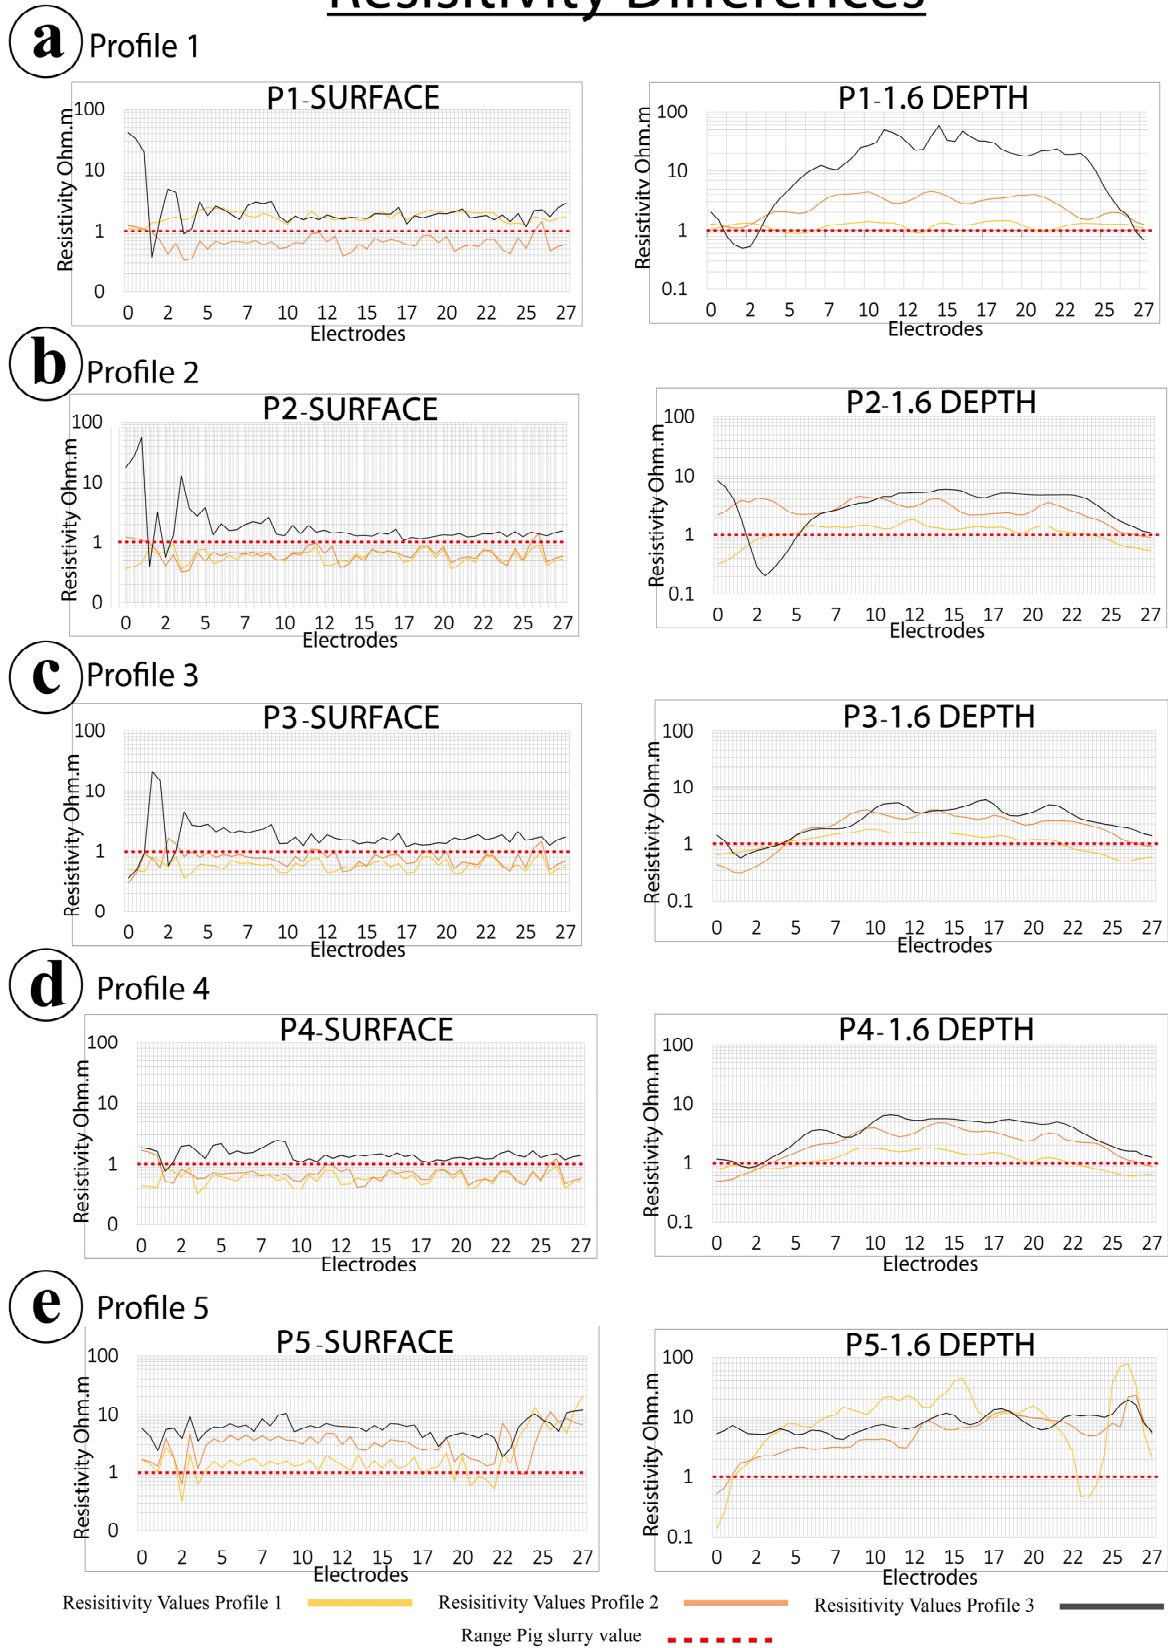 Resisitivity Differences
a Profile 1
P1-SURFACE
Resistivity Ohm.m
100
10
1
0
0 2 5 7 10 12 15 17 20 22 25 27
Electrodes
P1-1.6 DEPTH
Resistivity Ohm.m
100
10
1
0.1
0 2 5 7 10 12 15 17 20 22 25 27
Electrodes
b Profile 2
P2-SURFACE
Resistivity Ohm.m
100
10
1
0
0 2 5 7 10 12 15 17 20 22 25 27
Electrodes
P2-1.6 DEPTH
Resistivity Ohm.m
100
10
1
0.1
0 2 5 7 10 12 15 17 20 22 25 27
Electrodes
c Profile 3
P3-SURFACE
Resistivity Ohm.m
100
10
1
0
0 2 5 7 10 12 15 17 20 22 25 27
Electrodes
P3-1.6 DEPTH
Resistivity Ohm.m
100
10
1
0.1
0 2 5 7 10 12 15 17 20 22 25 27
Electrodes
d Profile 4
P4-SURFACE
Resistivity Ohm.m
100
10
1
0
0 2 5 7 10 12 15 17 20 22 25 27
Electrodes
P4-1.6 DEPTH
Resistivity Ohm.m
100
10
1
0.1
0 2 5 7 10 12 15 17 20 22 25 27
Electrodes
e Profile 5
P5-SURFACE
Resistivity Ohm.m
100
10
1
0
0 2 5 7 10 12 15 17 20 22 25 27
Electrodes
P5-1.6 DEPTH
Resistivity Ohm.m
100
10
1
0.1
0 2 5 7 10 12 15 17 20 22 25 27
Electrodes
Resisitivity Values Profile 1 Resisitivity Values Profile 2 Resisitivity Values Profile 3
Range Pig slurry value